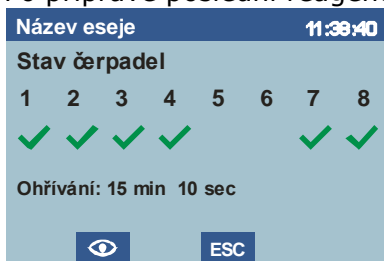 Název eseje 11:38:40
Stav čerpadel
1 2 3 4 5 6 7 8
Ohřívání: 15 min 10 sec
ESC